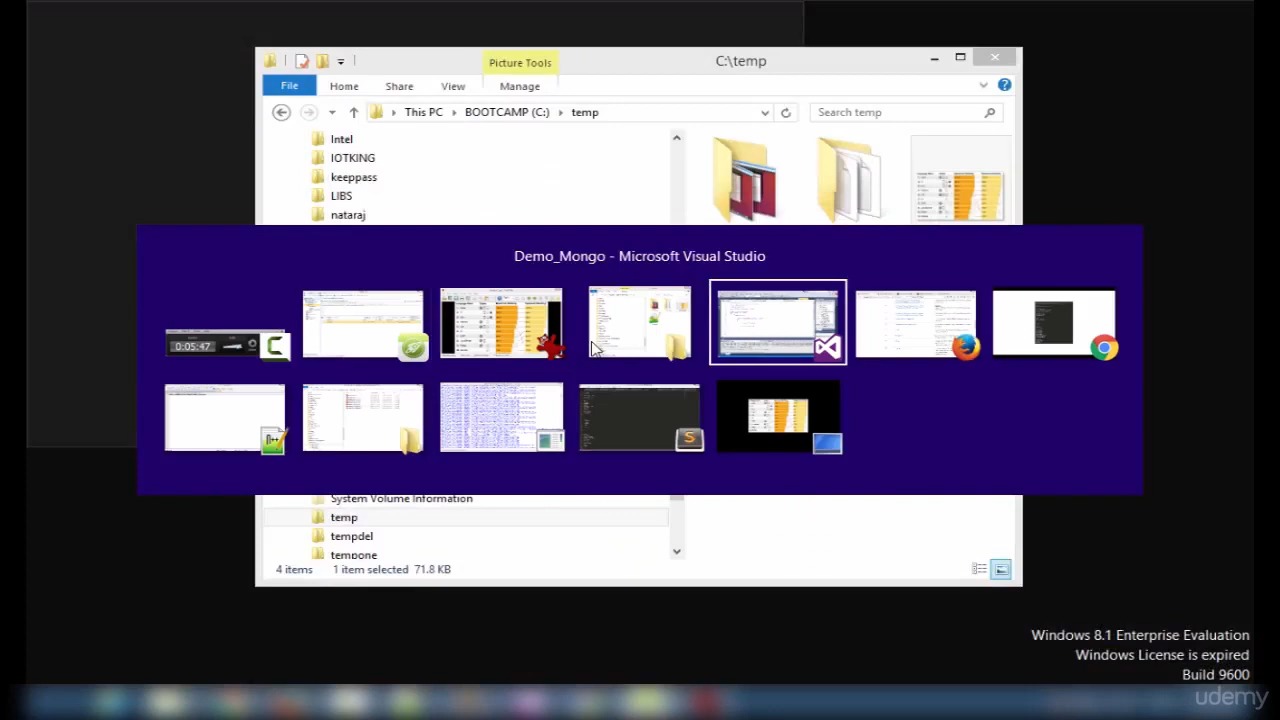 Picture Tools
C:\temp
File Home Share View Manage
This PC BOOTCAMP (C:) temp
Search temp
Intel
IOTKING
keeppass
LIBS
nataraj
Demo_Mongo - Microsoft Visual Studio
0:05:47
System Volume Information
temp
tempdel
tempone
4 items 1 item selected 71.8 KB
Windows 8.1 Enterprise Evaluation
Windows License is expired
Build 9600
udemy